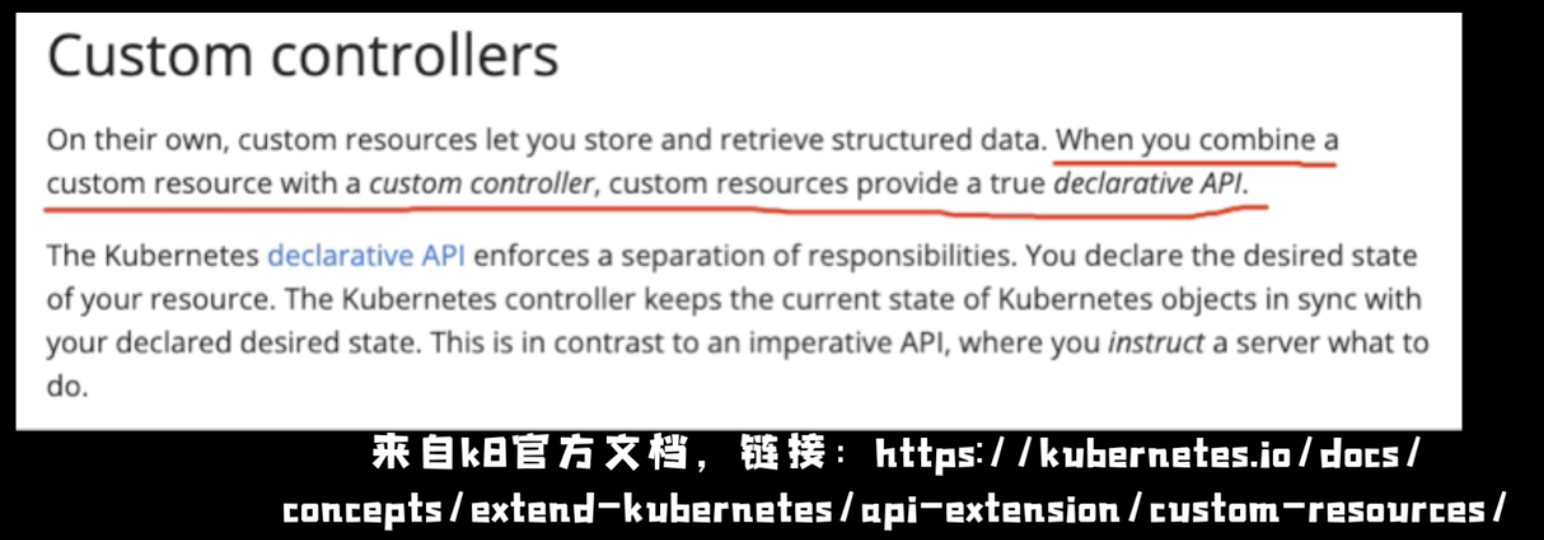 Custom controllers
On their own, custom resources let you store and retrieve structured data. When you combine a
custom resource with a custom controller, custom resources provide a true declarative API.
The Kubernetes declarative API enforces a separation of responsibilities. You declare the desired state
of your resource. The Kubernetes controller keeps the current state of Kubernetes objects in sync with
your declared desired state. This is in contrast to an imperative API, where you instruct a server what to
do.
来自k8官方文档，链接：https://kubernetes.io/docs/
concepts/extend-kubernetes/api-extension/custom-resources/